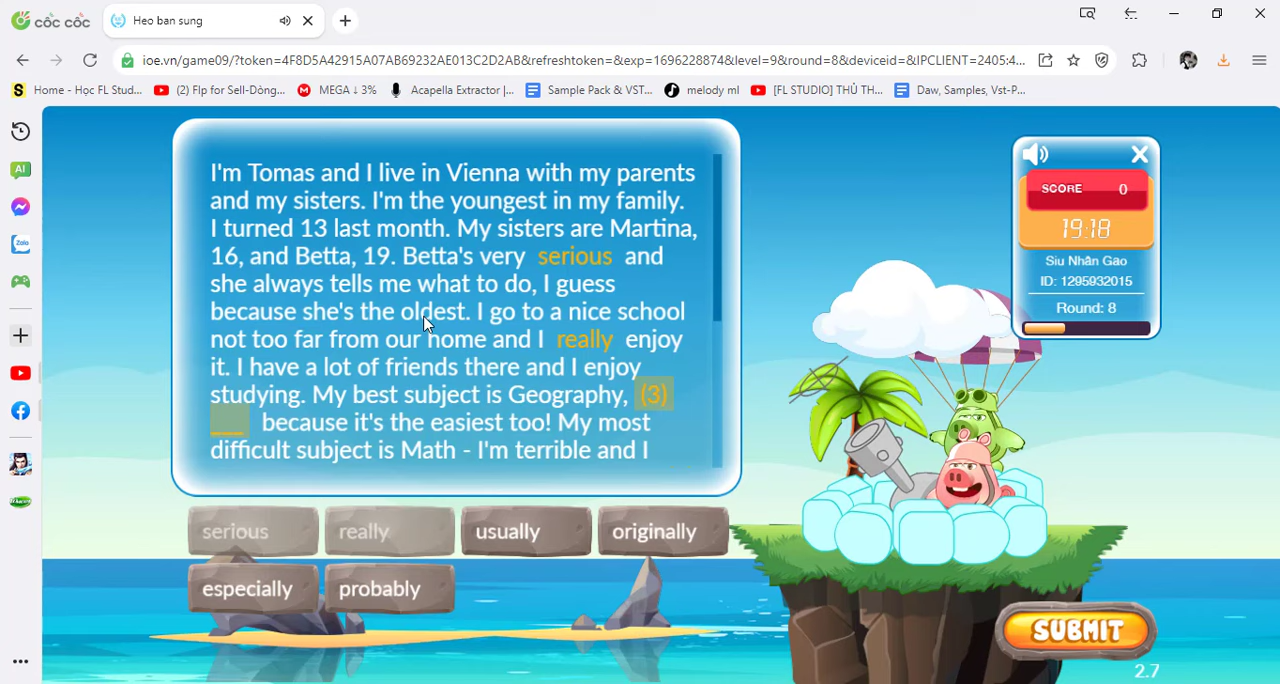 cốc cốc
Heo ban sung
ioe.vn/game09/?token=4F8D5A42915A07AB69232AE013C2D2AB&refreshtoken=&exp=1696228874&level=9&round=8&deviceid=&IPCLIENT=2405:4...
Home - Học FL Stud...
(2) Flp for Sell-Dòng...
MEGA ↓ 3%
Acapella Extractor |...
Sample Pack & VST...
melody ml
[FL STUDIO] THỦ TH...
Daw, Samples, Vst-P...
AI
Zalo
I'm Tomas and I live in Vienna with my parents
and my sisters. I'm the youngest in my family.
I turned 13 last month. My sisters are Martina,
16, and Betta, 19. Betta's very serious and
she always tells me what to do, I guess
because she's the oldest. I go to a nice school
not too far from our home and I really enjoy
it. I have a lot of friends there and I enjoy
studying. My best subject is Geography, (3)
___ because it's the easiest too! My most
difficult subject is Math - I'm terrible and I
serious
really
usually
originally
especially
probably
SCORE 0
19:18
Siu Nhân Gao
ID: 1295932015
Round: 8
SUBMIT
2.7